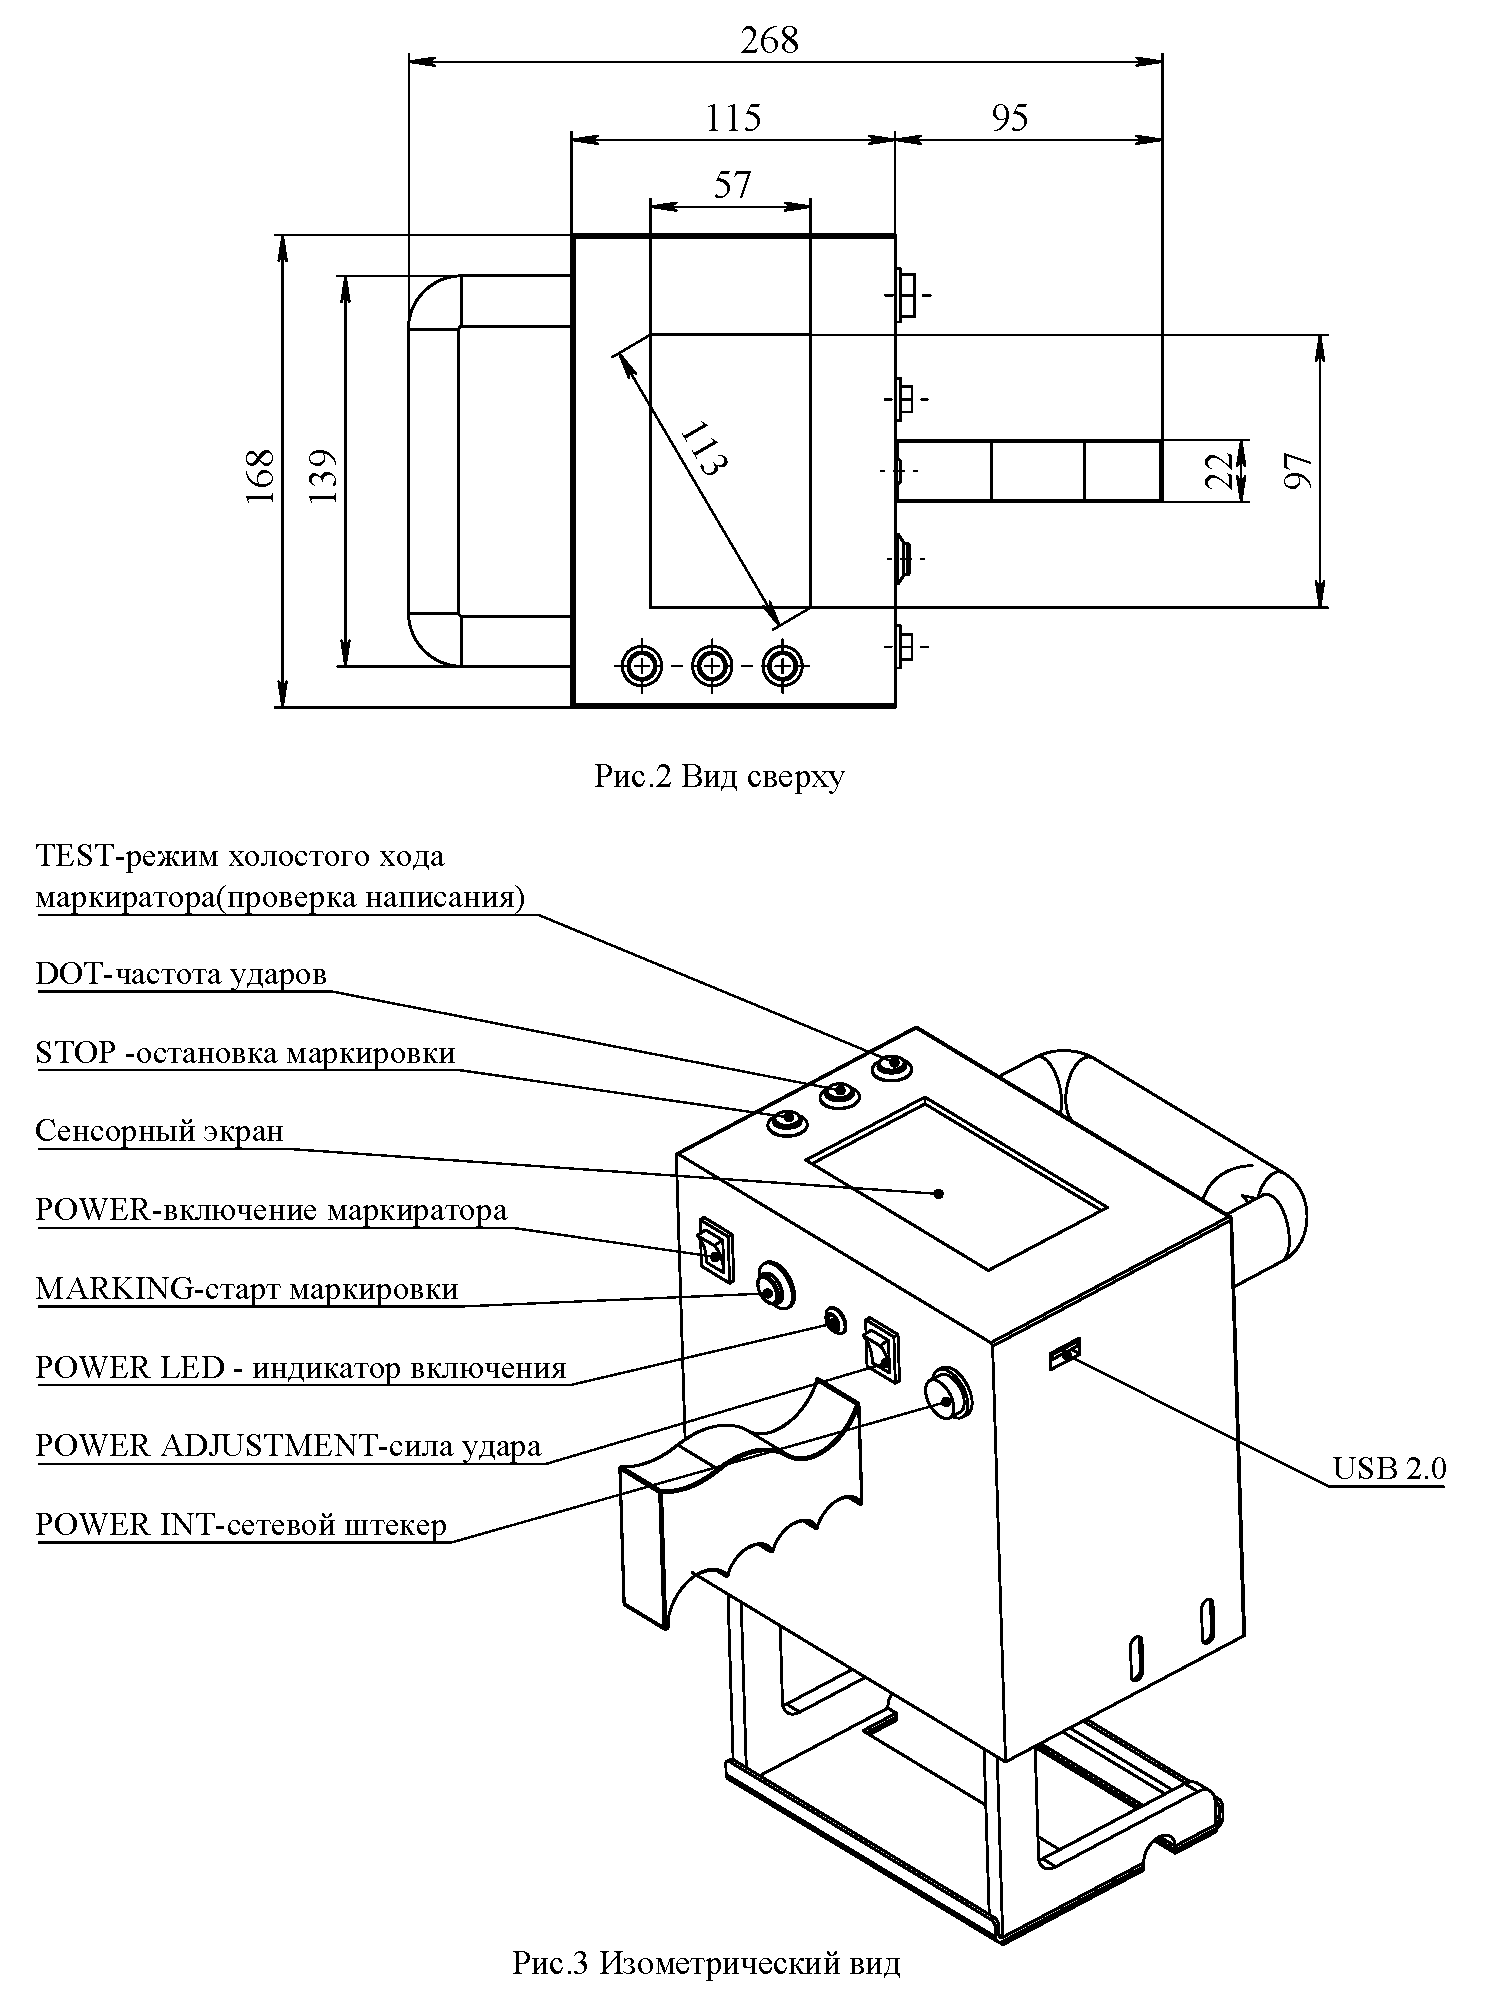 268
115
95
57
168
139
113
22
97
Рис.2 Вид сверху
TEST-режим холостого хода
маркиратора(проверка написания)
DOT-частота ударов
STOP -остановка маркировки
Сенсорный экран
POWER-включение маркиратора
MARKING-старт маркировки
POWER LED - индикатор включения
POWER ADJUSTMENT-сила удара
POWER INT-сетевой штекер
USB 2.0
Рис.3 Изометрический вид